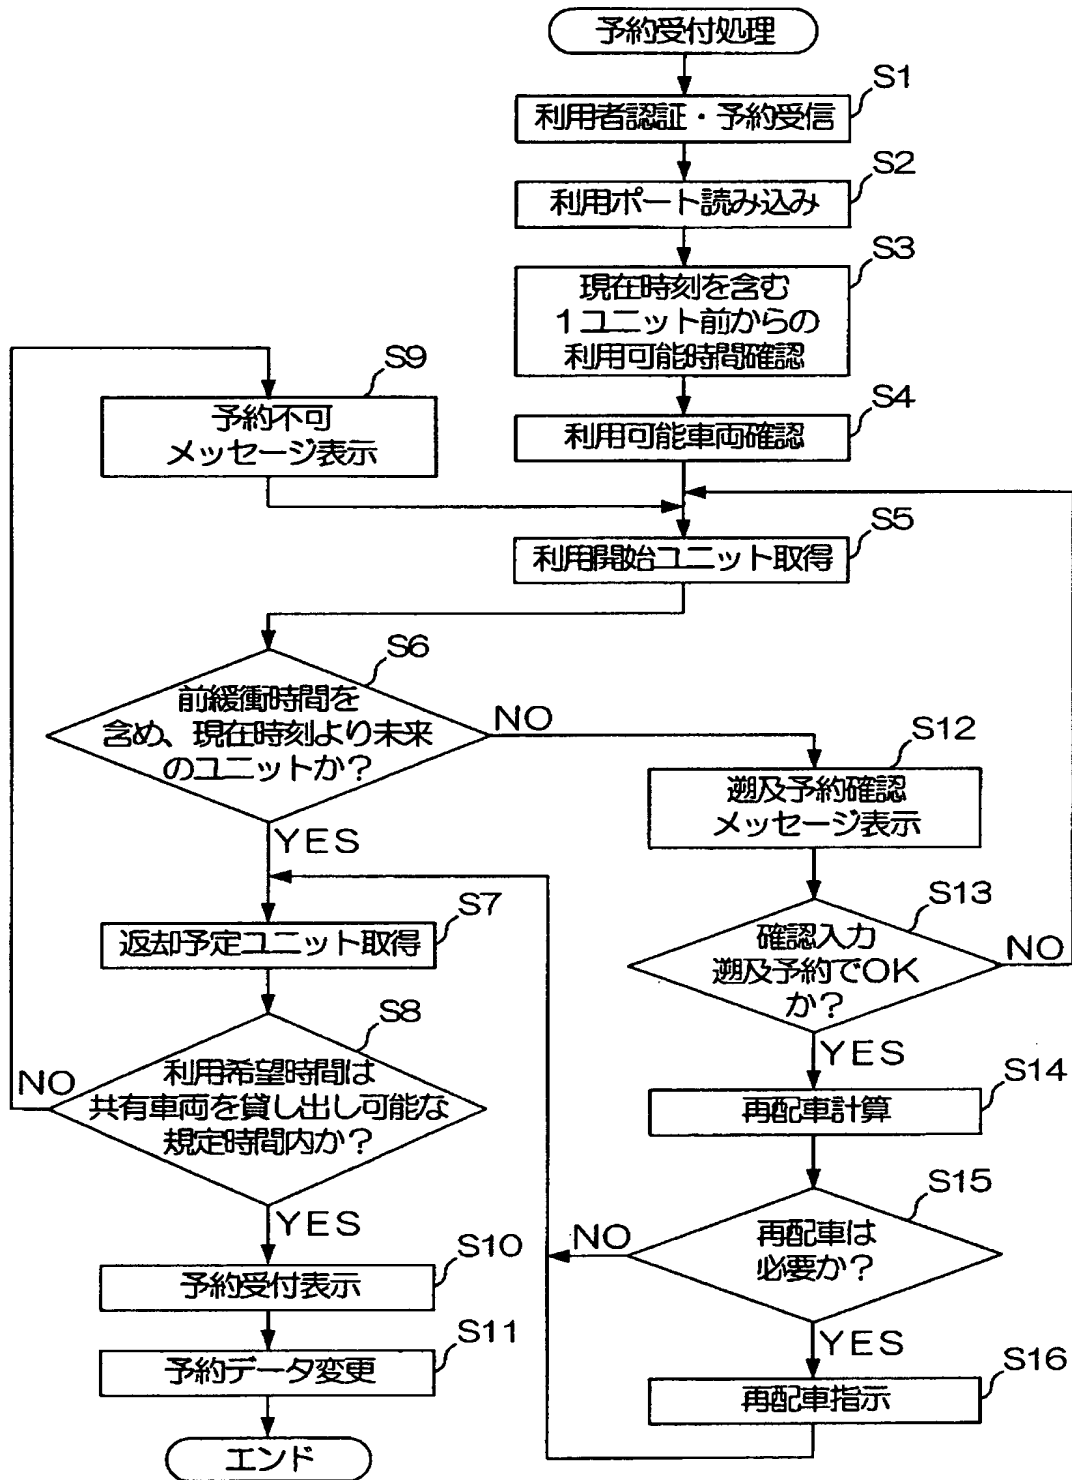 予約受付処理
S1
利用者認証・予約受信
S2
利用ポート読み込み
S3
現在時刻を含む
1ユニット前からの
利用可能時間確認
S9
予約不可
メッセージ表示
S4
利用可能車両確認
S5
利用開始ユニット取得
S6
前緩衝時間を
含め、現在時刻より未来
のユニットか?
NO
YES
S12
遡及予約確認
メッセージ表示
S7
返却予定ユニット取得
S13
確認入力
遡及予約でOK
か?
NO
YES
S8
利用希望時間は
共有車両を貸し出し可能な
規定時間内か?
NO
YES
S14
再配車計算
S15
再配車は
必要か?
NO
YES
S10
予約受付表示
S11
予約データ変更
S16
再配車指示
エンド